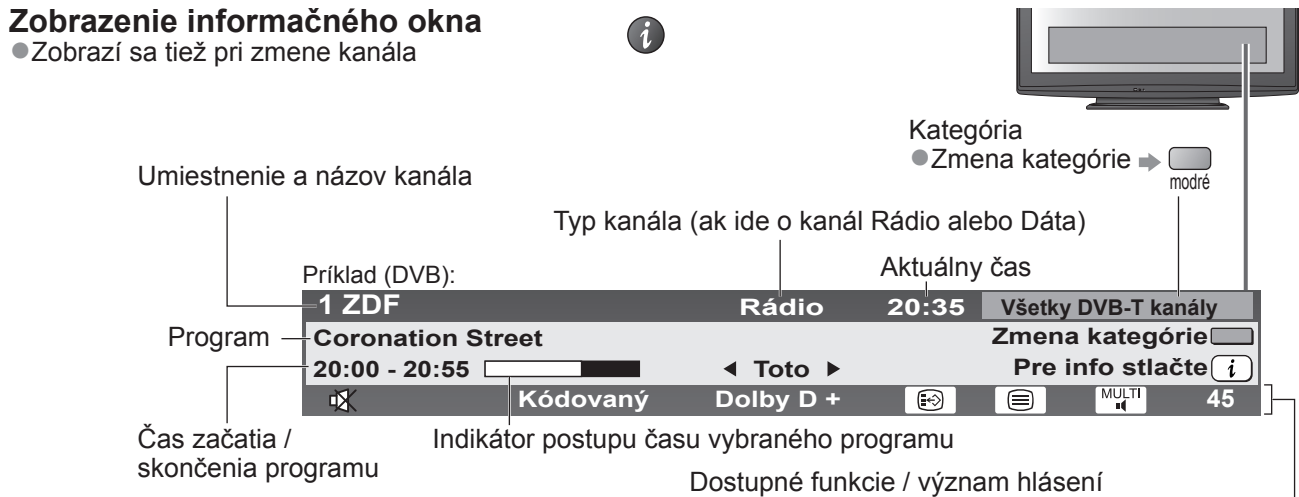 Zobrazenie informačného okna
●Zobrazí sa tiež pri zmene kanála
i
Kategória
●Zmena kategórie
modré
Umiestnenie a názov kanála
Typ kanála (ak ide o kanál Rádio alebo Dáta)
Aktuálny čas
Príklad (DVB):
1 ZDF Rádio 20:35 Všetky DVB-T kanály
Program
Coronation Street Zmena kategórie
20:00 - 20:55 ◀ Toto ▶ Pre info stlačte i
Kódovaný Dolby D + MULTI 45
Čas začatia /
skončenia programu
Indikátor postupu času vybraného programu
Dostupné funkcie / význam hlásení